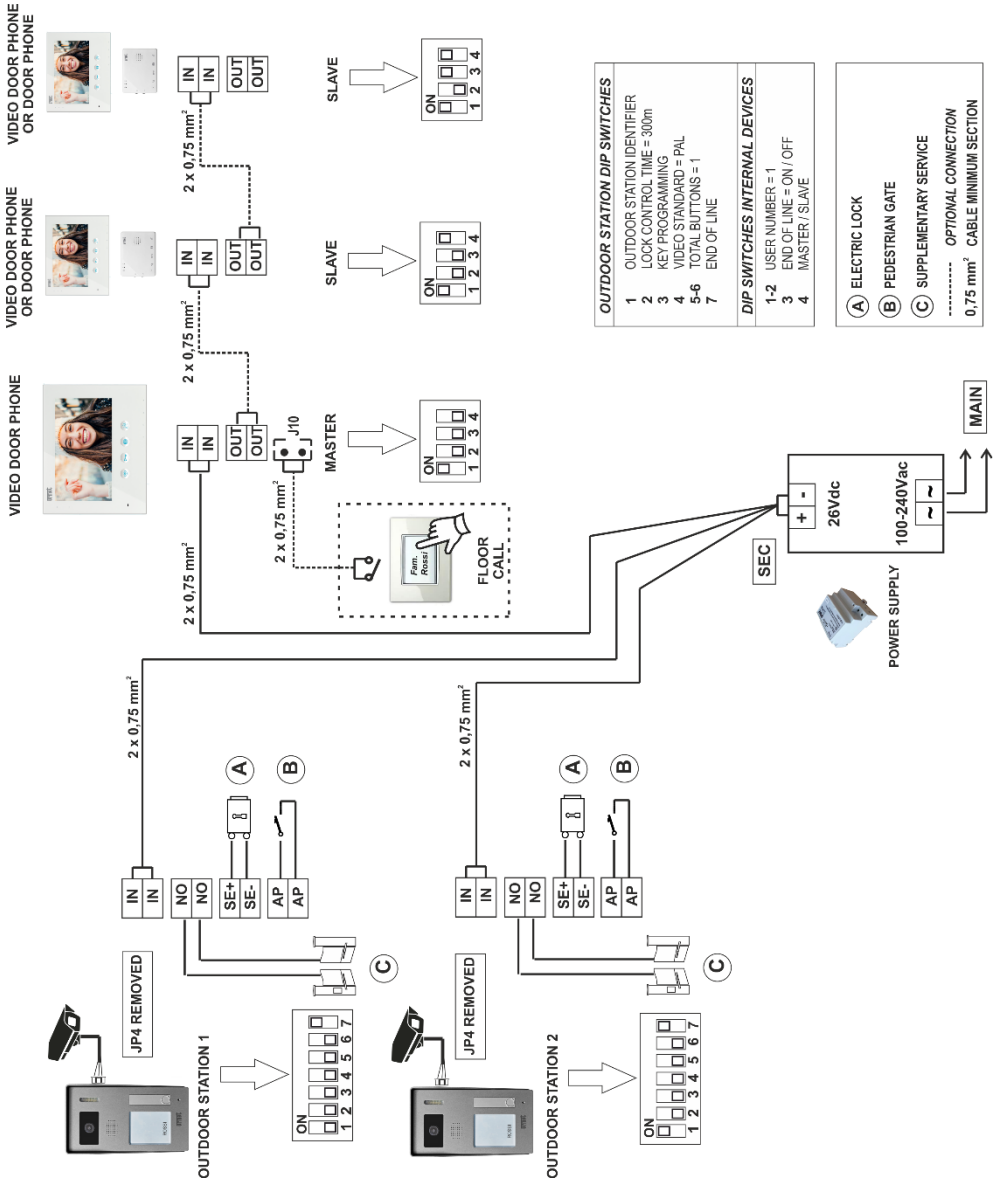 VIDEO DOOR PHONE
VIDEO DOOR PHONE
OR DOOR PHONE
VIDEO DOOR PHONE
OR DOOR PHONE
2 x 0,75 mm²
IN
IN
OUT
OUT
2 x 0,75 mm²
IN
IN
OUT
OUT
2 x 0,75 mm²
IN
IN
OUT
OUT
J10
2 x 0,75 mm²
Fam.
Rossi
FLOOR
CALL
MASTER
ON
1 2 3 4
SLAVE
ON
1 2 3 4
SLAVE
ON
1 2 3 4
2 x 0,75 mm²
IN
IN
NO
NO
SE+
SE-
AP
AP
A
B
C
JP4 REMOVED
OUTDOOR STATION 1
ON
1 2 3 4 5 6 7
2 x 0,75 mm²
IN
IN
NO
NO
SE+
SE-
AP
AP
A
B
C
JP4 REMOVED
OUTDOOR STATION 2
ON
1 2 3 4 5 6 7
SEC
+ -
26Vdc
100-240Vac
~ ~
POWER SUPPLY
MAIN
OUTDOOR STATION DIP SWITCHES
1 OUTDOOR STATION IDENTIFIER
2 LOCK CONTROL TIME = 300m
3 KEY PROGRAMMING
4 VIDEO STANDARD = PAL
5-6 TOTAL BUTTONS = 1
7 END OF LINE
DIP SWITCHES INTERNAL DEVICES
1-2 USER NUMBER = 1
3 END OF LINE = ON / OFF
4 MASTER / SLAVE
A ELECTRIC LOCK
B PEDESTRIAN GATE
C SUPPLEMENTARY SERVICE
OPTIONAL CONNECTION
0,75 mm² CABLE MINIMUM SECTION